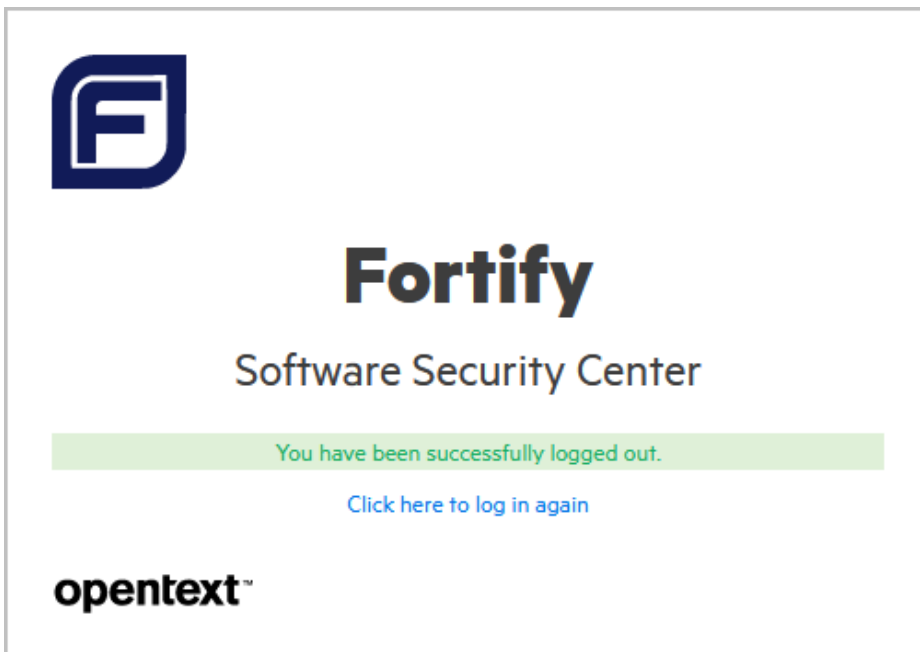 F
Fortify
Software Security Center
You have been successfully logged out.
Click here to log in again
opentext™